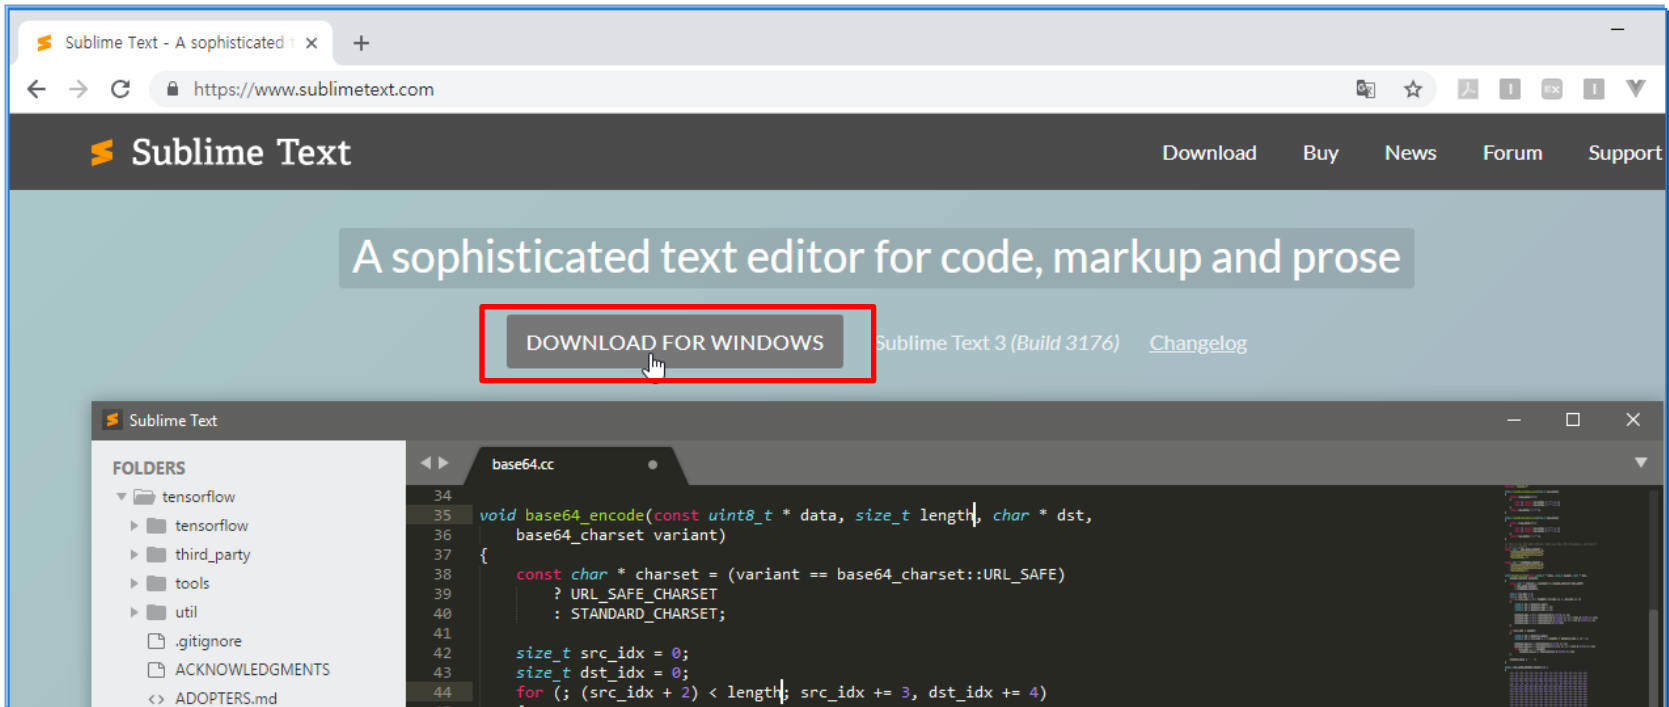 Sublime Text - A sophisticated
https://www.sublimetext.com
Sublime Text
Download Buy News Forum Support
A sophisticated text editor for code, markup and prose
DOWNLOAD FOR WINDOWS
Sublime Text 3 (Build 3176) Changelog
Sublime Text
FOLDERS
tensorflow
tensorflow
third_party
tools
util
.gitignore
ACKNOWLEDGMENTS
<> ADOPTERS.md
base64.cc
34
35 void base64_encode(const uint8_t * data, size_t length, char * dst,
36 base64_charset variant)
37 {
38 const char * charset = (variant == base64_charset::URL_SAFE)
39 ? URL_SAFE_CHARSET
40 : STANDARD_CHARSET;
41
42 size_t src_idx = 0;
43 size_t dst_idx = 0;
44 for (; (src_idx + 2) < length; src_idx += 3, dst_idx += 4)